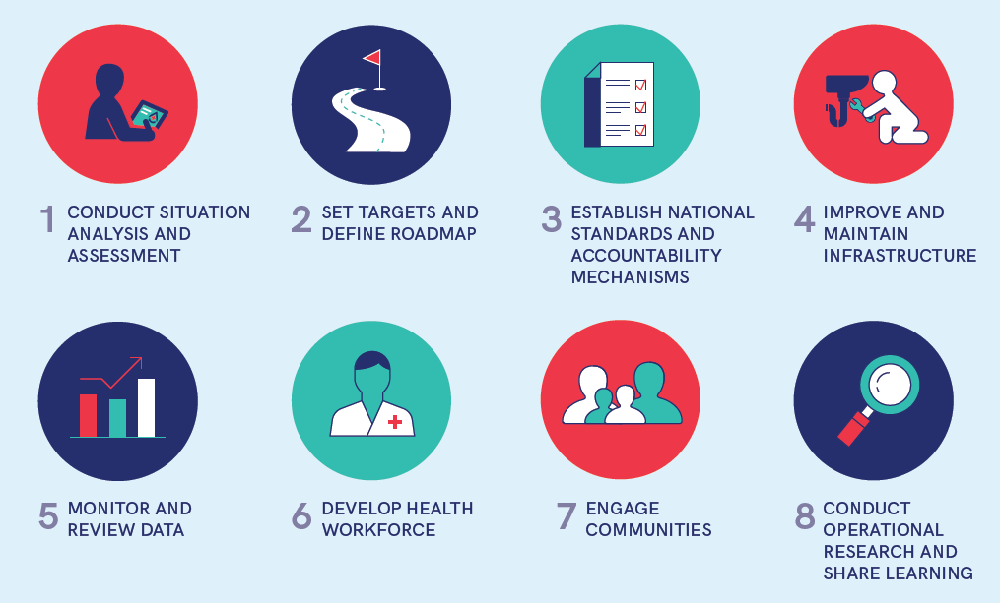 1 CONDUCT SITUATION
ANALYSIS AND
ASSESSMENT
2 SET TARGETS AND
DEFINE ROADMAP
3 ESTABLISH NATIONAL
STANDARDS AND
ACCOUNTABILITY
MECHANISMS
4 IMPROVE AND
MAINTAIN
INFRASTRUCTURE
5 MONITOR AND
REVIEW DATA
6 DEVELOP HEALTH
WORKFORCE
7 ENGAGE
COMMUNITIES
8 CONDUCT
OPERATIONAL
RESEARCH AND
SHARE LEARNING